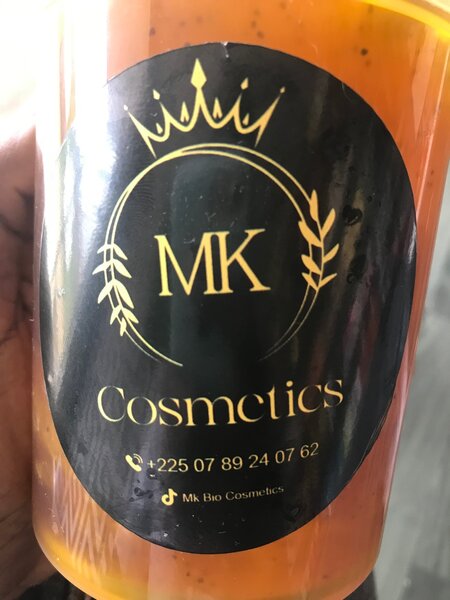 MK
Cosmetics
+225 07 89 24 07 62
Mk Bio Cosmetics